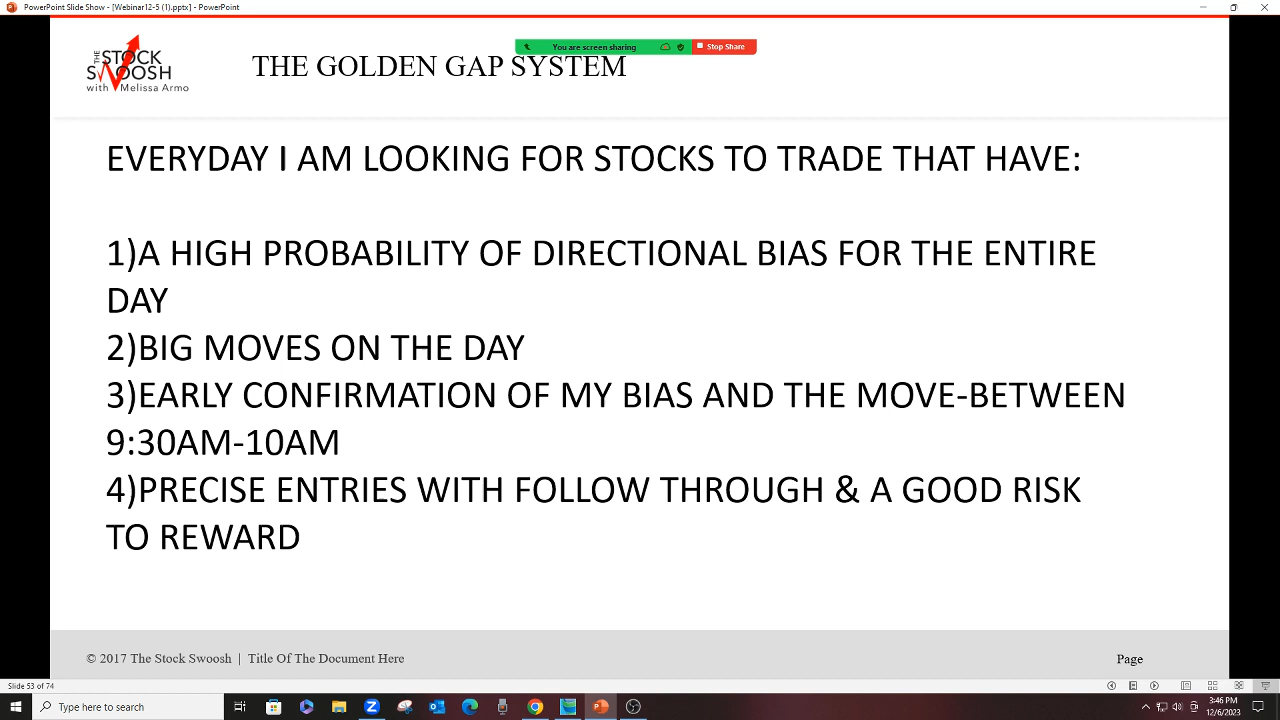 PowerPoint Slide Show - [Webinar12-5 (1).pptx] - PowerPoint
You are screen sharing
Stop Share
THE STOCK
SWOOSH
with Melissa Armo
THE GOLDEN GAP SYSTEM
EVERYDAY I AM LOOKING FOR STOCKS TO TRADE THAT HAVE:
1)A HIGH PROBABILITY OF DIRECTIONAL BIAS FOR THE ENTIRE
DAY
2)BIG MOVES ON THE DAY
3)EARLY CONFIRMATION OF MY BIAS AND THE MOVE-BETWEEN
9:30AM-10AM
4)PRECISE ENTRIES WITH FOLLOW THROUGH & A GOOD RISK
TO REWARD
© 2017 The Stock Swoosh | Title Of The Document Here
Page
Slide 53 of 74
Type here to search
3:46 PM
12/6/2023